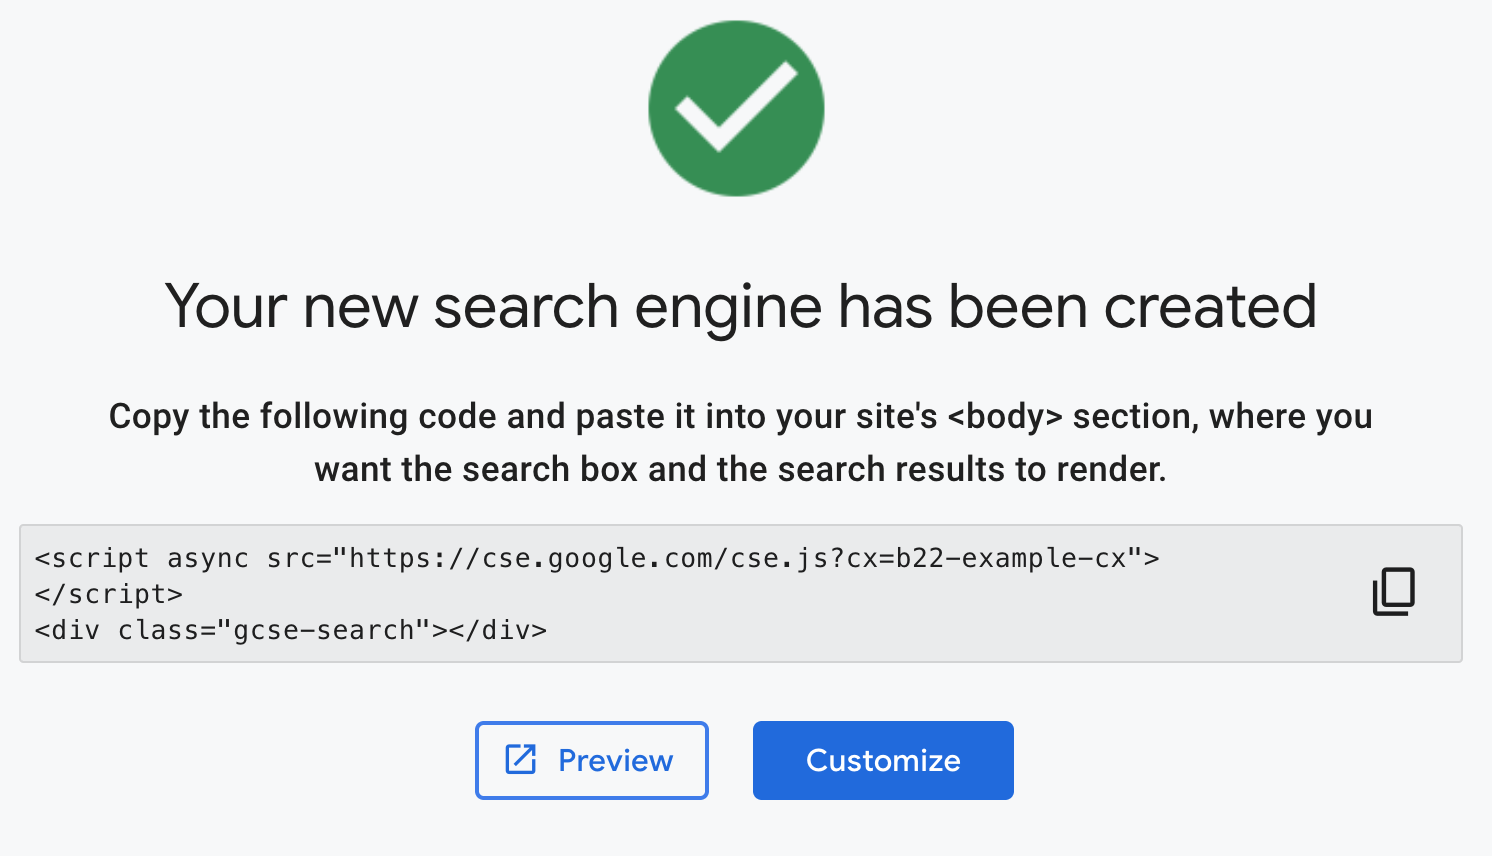 Your new search engine has been created
Copy the following code and paste it into your site's <body> section, where you
want the search box and the search results to render.
<script async src="https://cse.google.com/cse.js?cx=b22-example-cx">
</script>
<div class="gcse-search"></div>
Preview
Customize